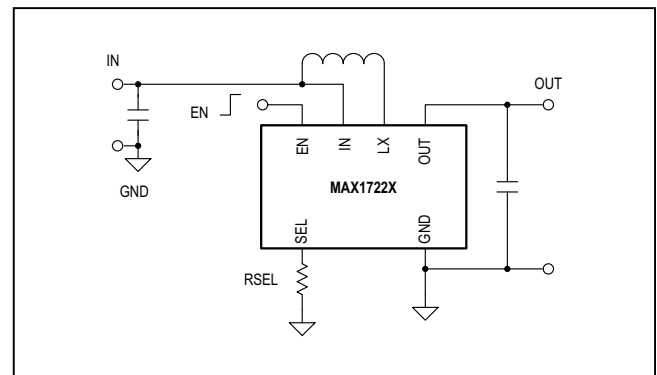 IN
OUT
EN
EN
IN
LX
OUT
MAX1722X
GND
SEL
GND
RSEL